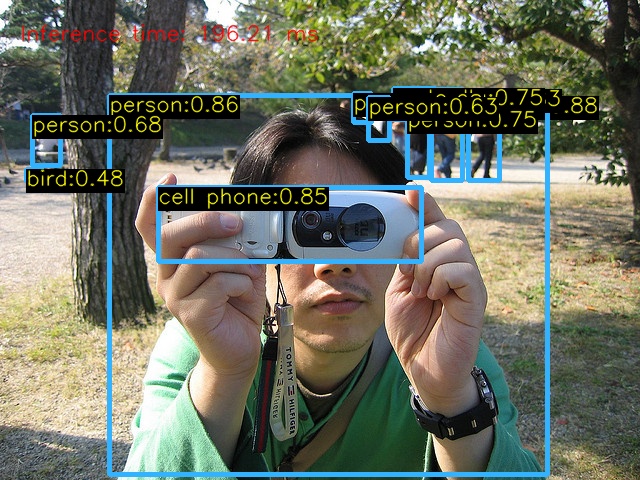 Inference time: 196.21 ms
person:0.86
person:0.63
person:0.75
person:0.68
bird:0.48
cell phone:0.85
TOMMY HILFIGER
HILFIGER